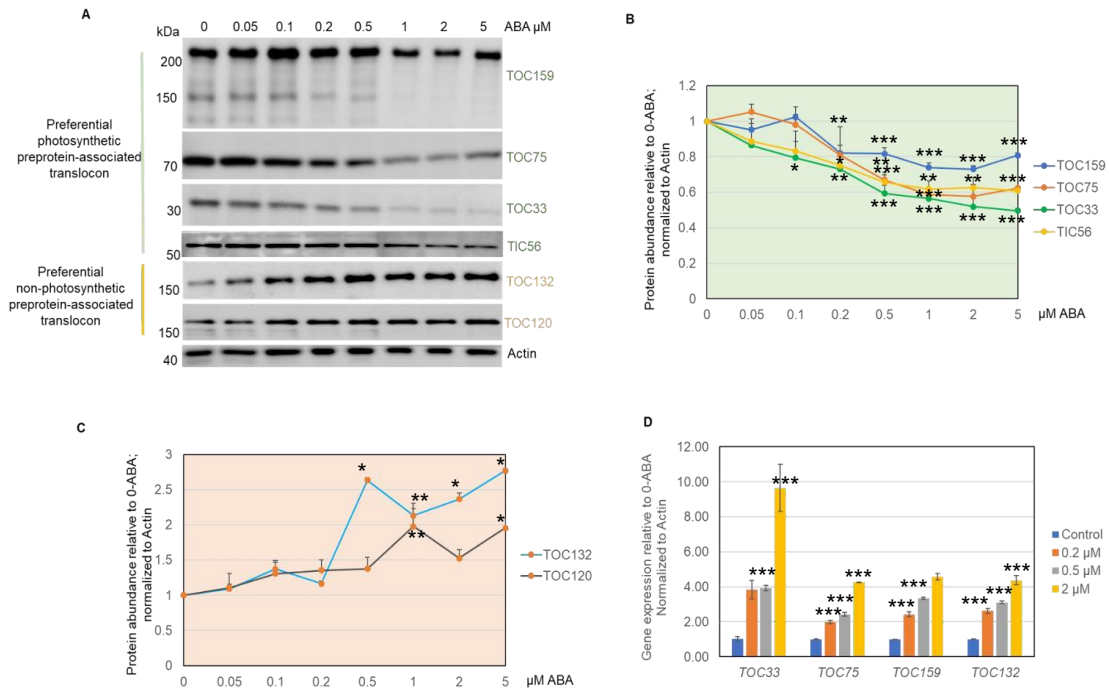 A
kDa
0 0.05 0.1 0.2 0.5 1 2 5 ABA µM
200
TOC159
150
Preferential
photosynthetic
preprotein-associated
translocon
TOC75
70
TOC33
30
TIC56
50
Preferential
non-photosynthetic
preprotein-associated
translocon
TOC132
150
TOC120
150
Actin
40
B
Protein abundance relative to 0-ABA;
normalized to Actin
1.2
1
0.8
0.6
0.4
0.2
0
** *** *** *** ***
** ***
* ** ** ***
* ** ***
*** *** *** ***
TOC159
TOC75
TOC33
TIC56
0 0.05 0.1 0.2 0.5 1 2 5 µM ABA
C
Protein abundance relative to 0-ABA;
normalized to Actin
3
2.5
2
1.5
1
0.5
0
* ** * *
** *
TOC132
TOC120
0 0.05 0.1 0.2 0.5 1 2 5 µM ABA
D
Gene expression relative to 0-ABA
Normalized to Actin
12.00
10.00
8.00
6.00
4.00
2.00
0.00
*** ***
*** *** ***
*** ***
*** *** ***
Control
0.2 µM
0.5 µM
2 µM
TOC33 TOC75 TOC159 TOC132